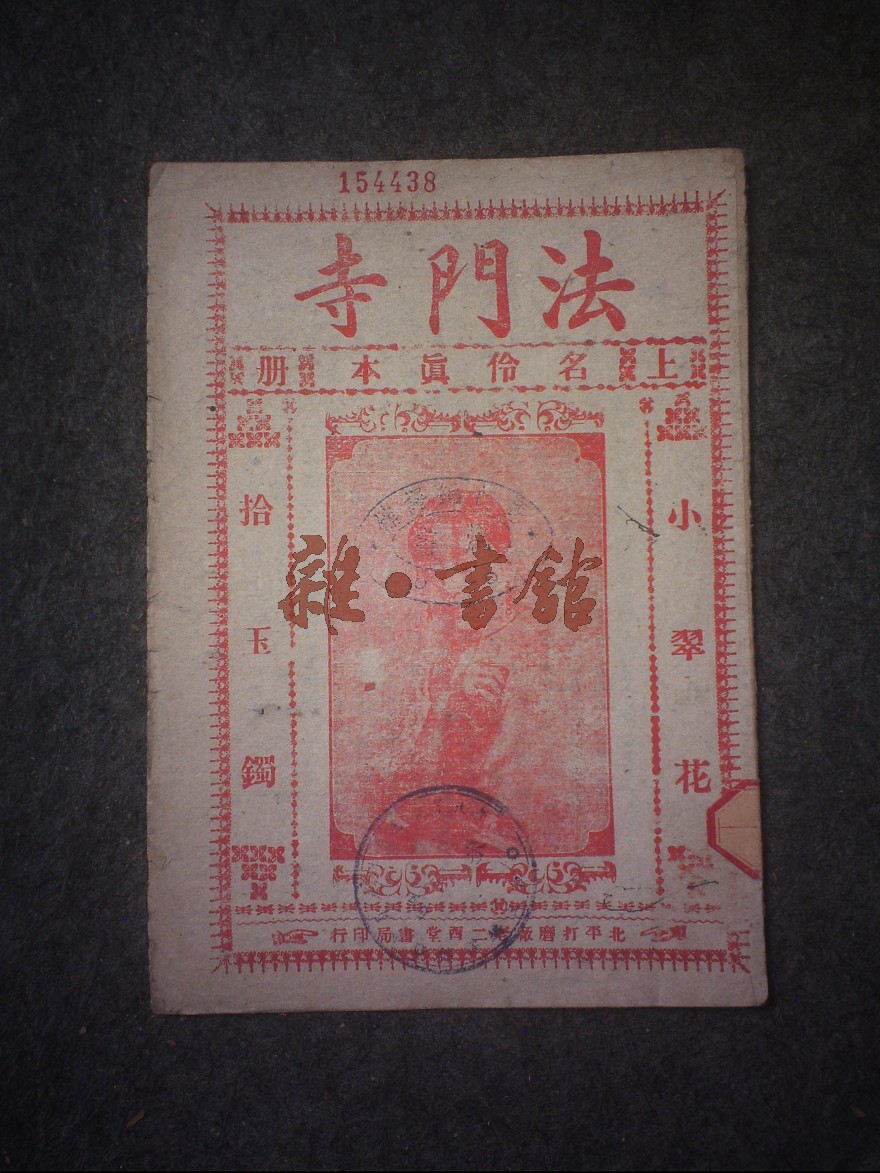 154438
法門寺
上 名伶眞本 册
小翠花
拾玉鐲
雜·書舘
北平打磨廠 二酉堂書局印行